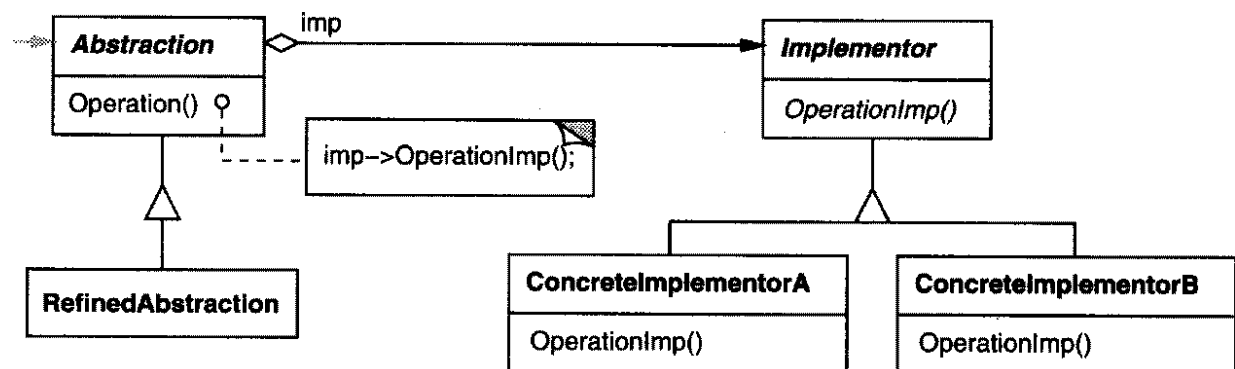 imp
Abstraction
Implementor
Operation()
OperationImp()
imp->OperationImp();
RefinedAbstraction
ConcreteImplementorA
ConcreteImplementorB
OperationImp()
OperationImp()